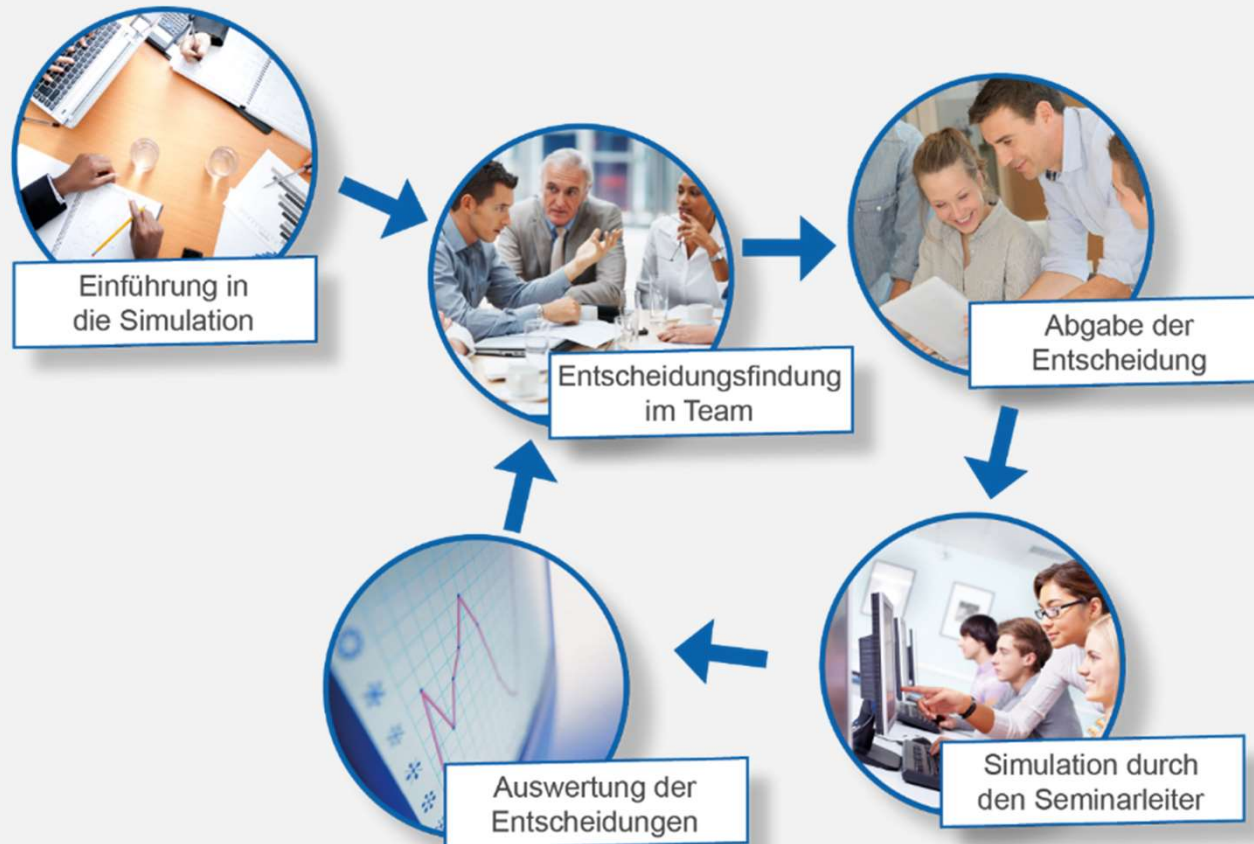 Einführung in
die Simulation
Entscheidungsfindung
im Team
Abgabe der
Entscheidung
Simulation durch
den Seminarleiter
Auswertung der
Entscheidungen